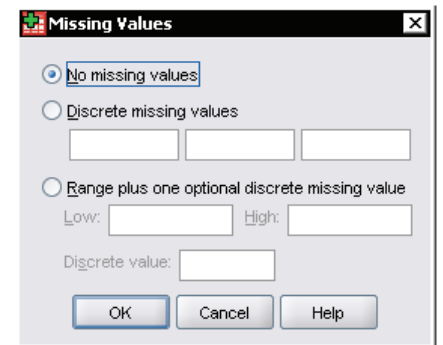 Missing Values
No missing values
Discrete missing values
Range plus one optional discrete missing value
Low: High:
Discrete value:
OK Cancel Help